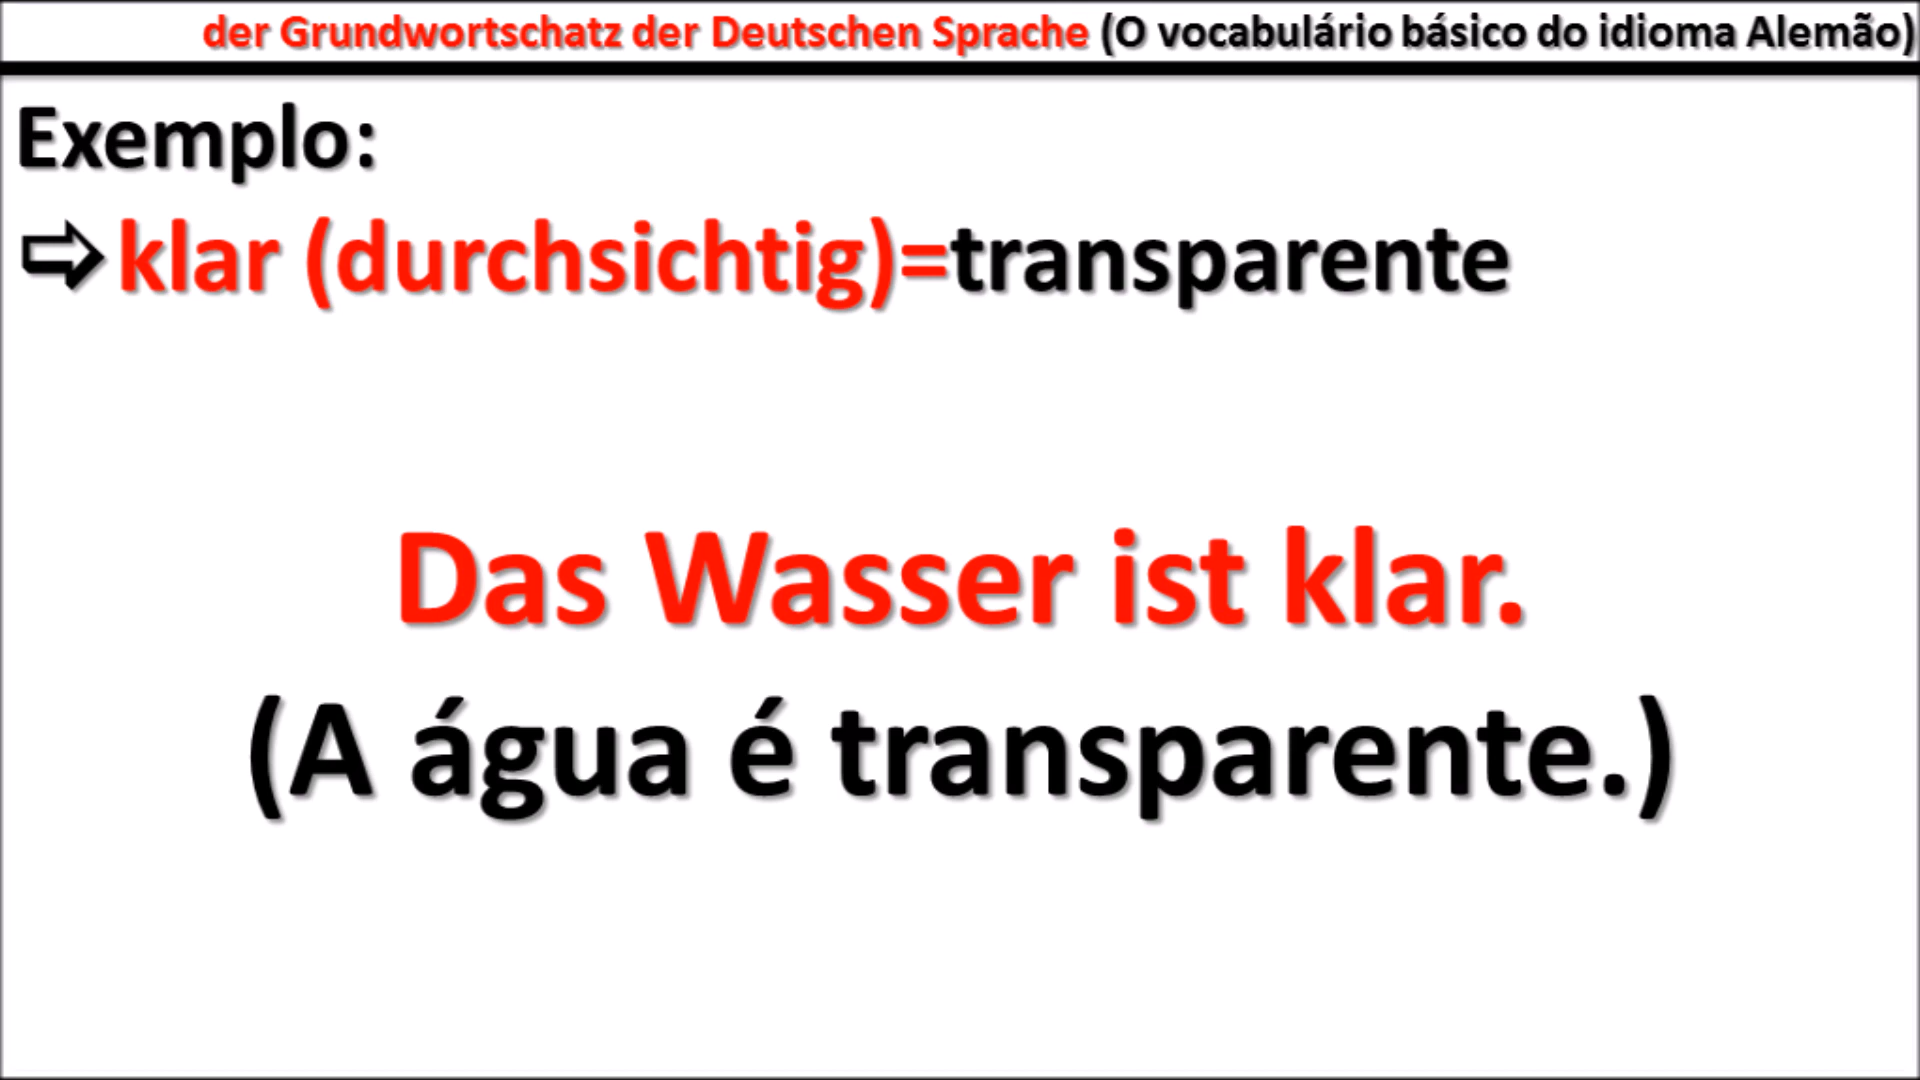 der Grundwortschatz der Deutschen Sprache (O vocabulário básico do idioma Alemão)
Exemplo:
⇨klar (durchsichtig)=transparente
Das Wasser ist klar.
(A água é transparente.)